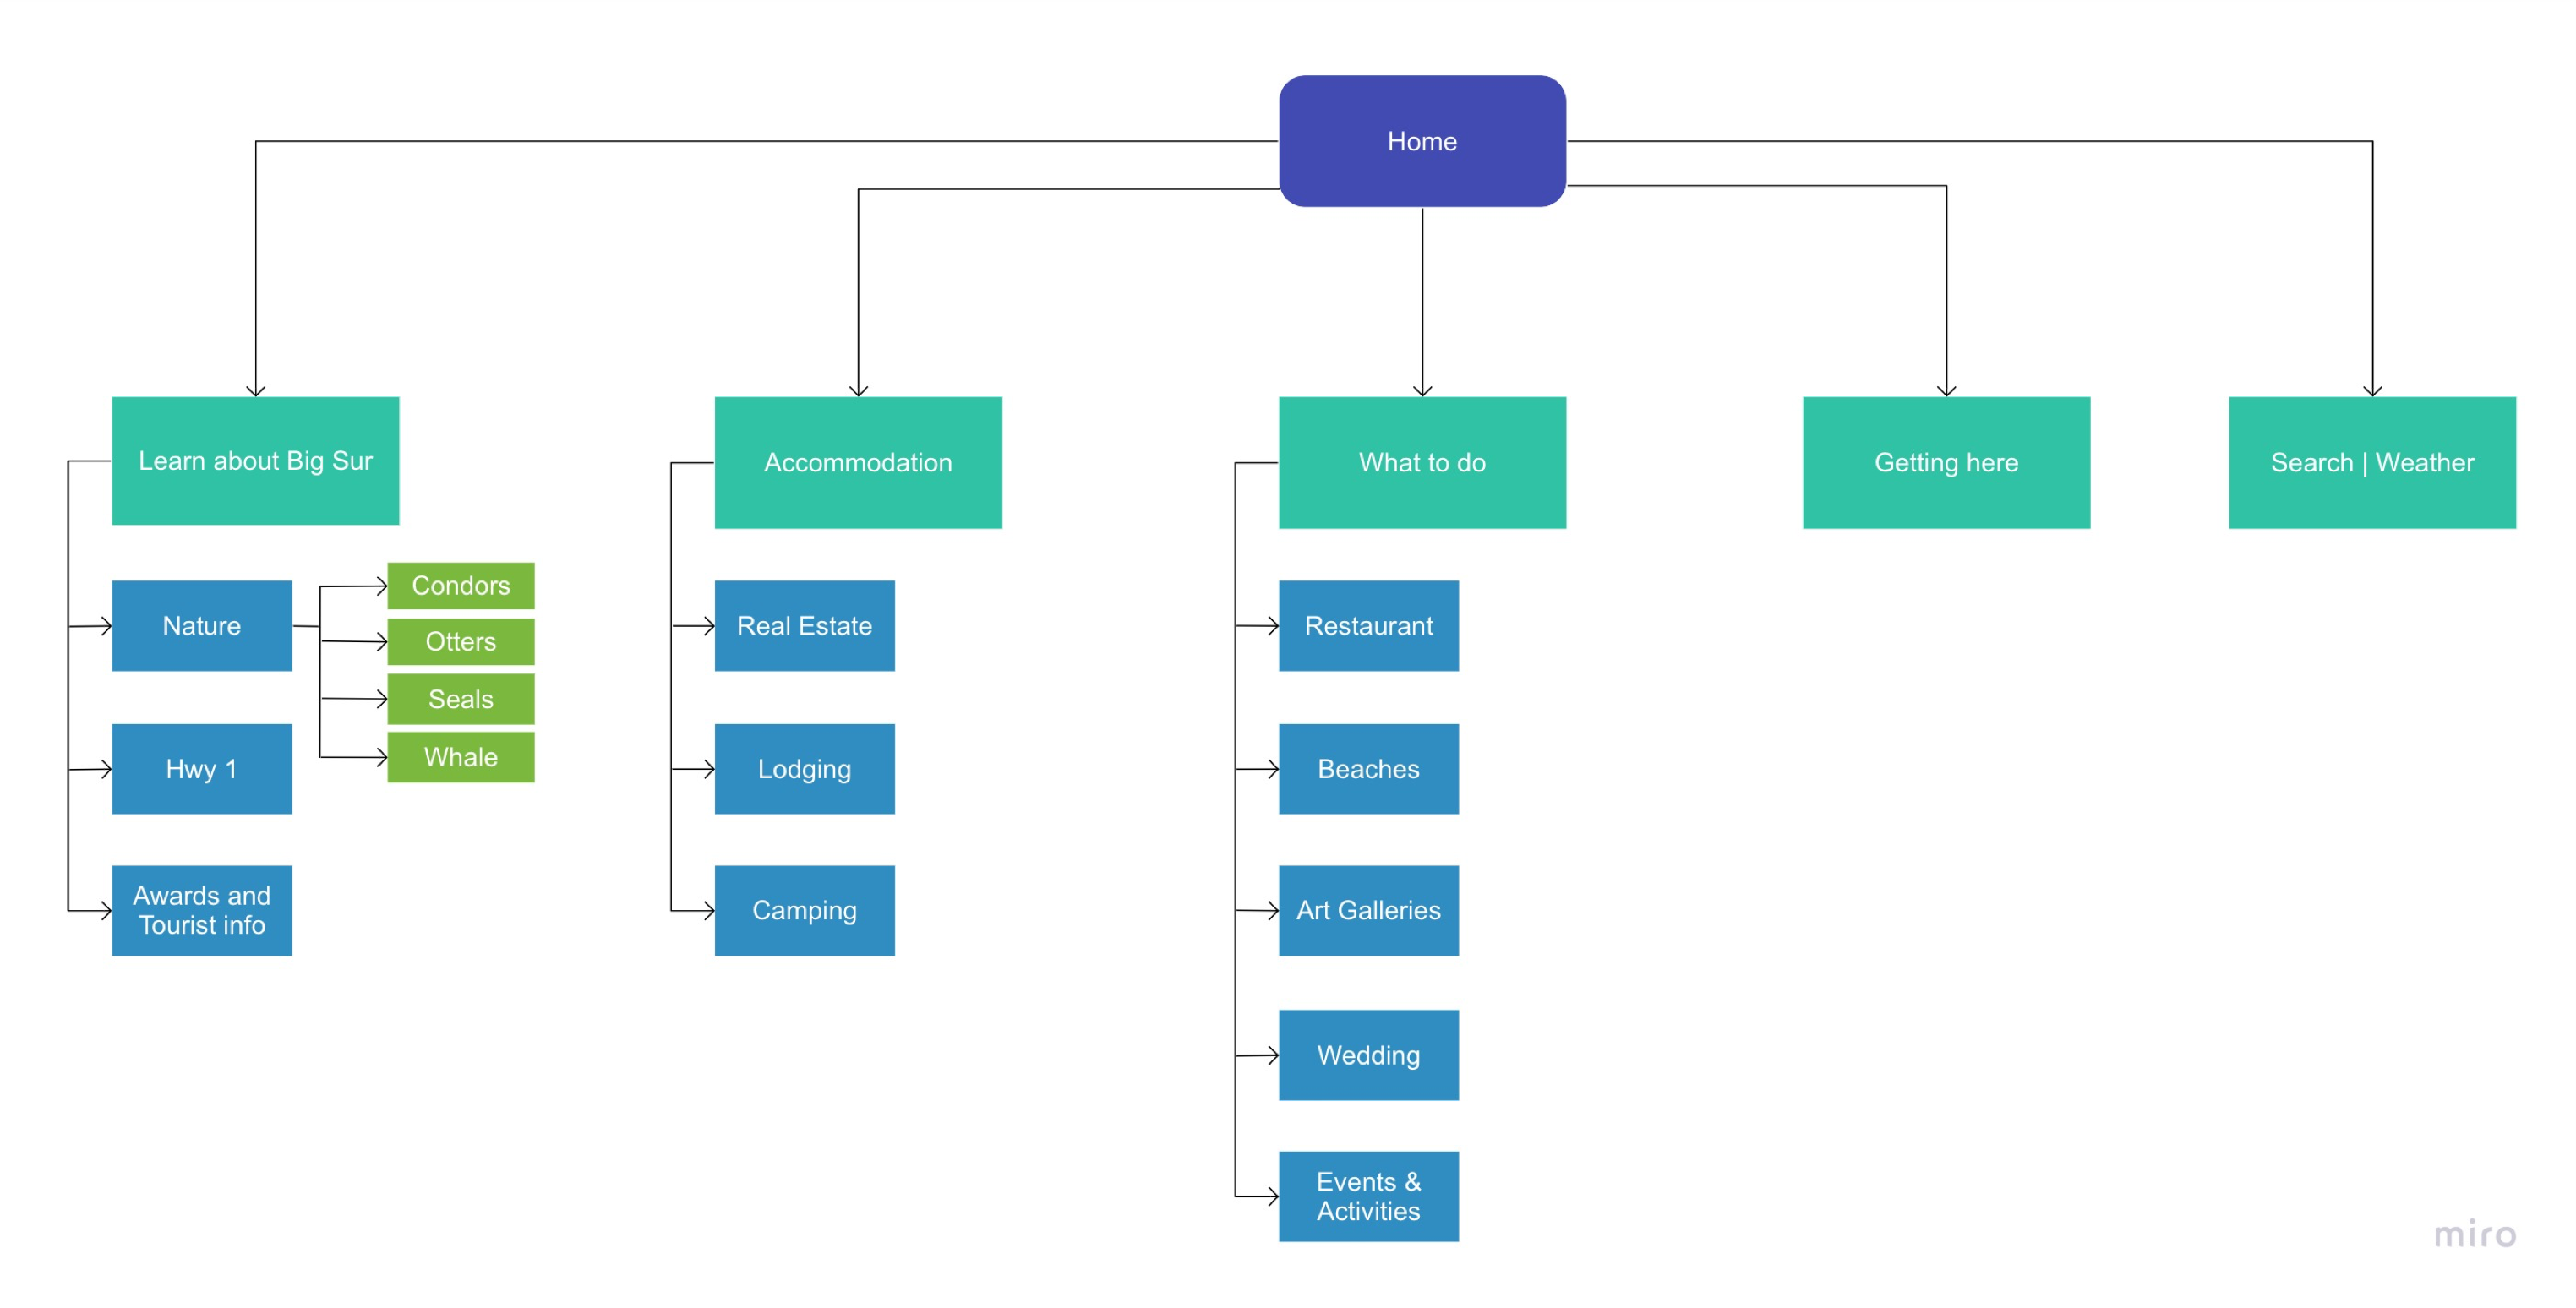 Home
Learn about Big Sur
Accommodation
What to do
Getting here
Search | Weather
Nature
Condors
Otters
Seals
Whale
Hwy 1
Awards and
Tourist info
Real Estate
Lodging
Camping
Restaurant
Beaches
Art Galleries
Wedding
Events &
Activities
miro